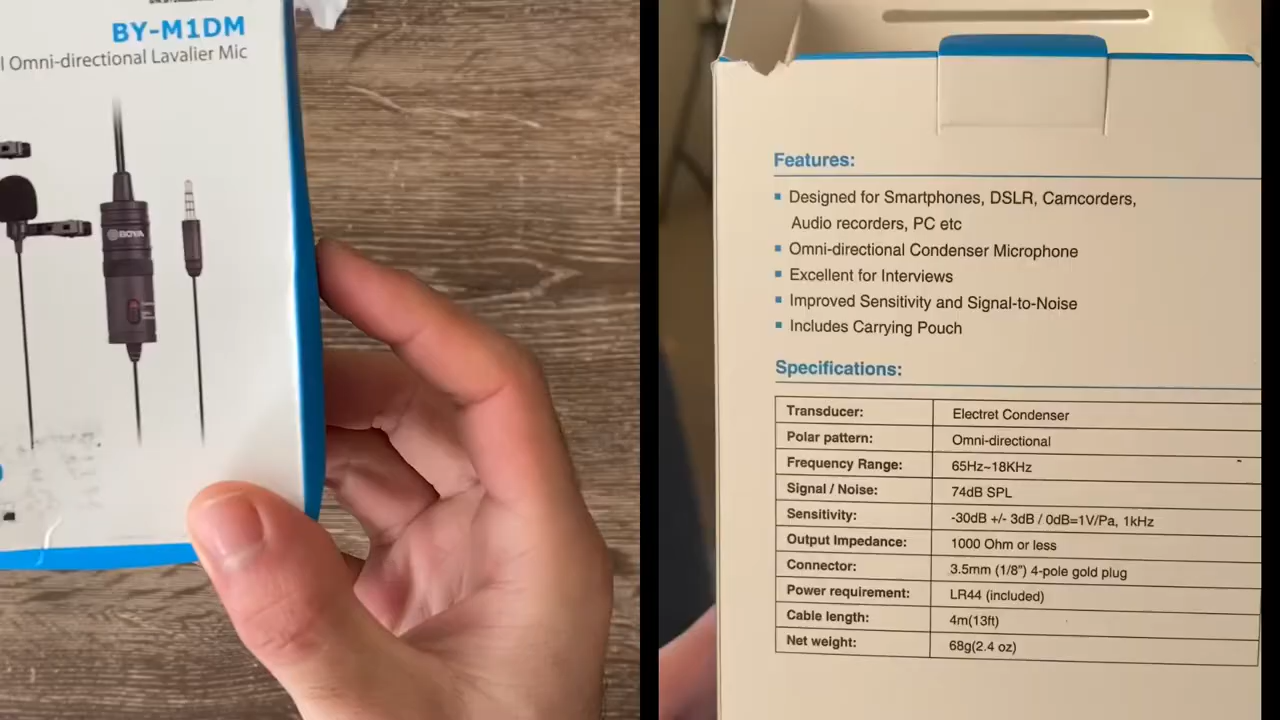 BY-M1DM
Omni-directional Lavalier Mic
BOYA
Features:
▪ Designed for Smartphones, DSLR, Camcorders,
Audio recorders, PC etc
▪ Omni-directional Condenser Microphone
▪ Excellent for Interviews
▪ Improved Sensitivity and Signal-to-Noise
▪ Includes Carrying Pouch
Specifications:
Transducer: Electret Condenser
Polar pattern: Omni-directional
Frequency Range: 65Hz~18KHz
Signal / Noise: 74dB SPL
Sensitivity: -30dB +/- 3dB / 0dB=1V/Pa, 1kHz
Output Impedance: 1000 Ohm or less
Connector: 3.5mm (1/8") 4-pole gold plug
Power requirement: LR44 (included)
Cable length: 4m(13ft)
Net weight: 68g(2.4 oz)